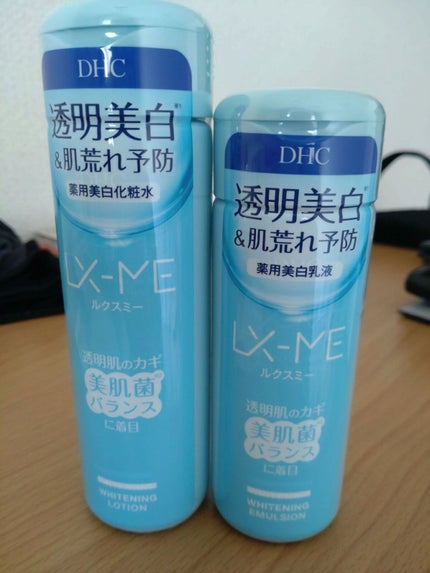 DHC
透明美白
&肌荒れ予防
薬用美白化粧水
LX-ME
ルクスミー
透明肌のカギ
美肌菌
バランス
に着目
WHITENING
LOTION
DHC
透明美白
&肌荒れ予防
薬用美白乳液
LX-ME
ルクスミー
透明肌のカギ
美肌菌
バランス
に着目
WHITENING
EMULSION